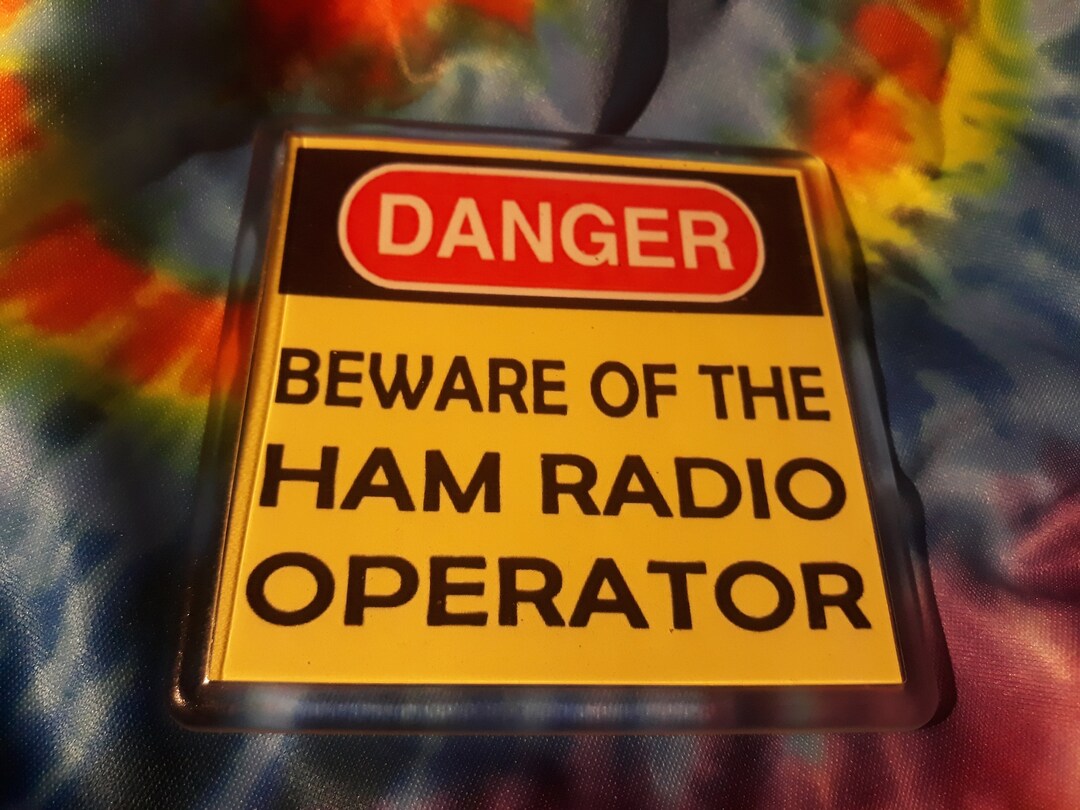 DANGER
BEWARE OF THE
HAM RADIO
OPERATOR